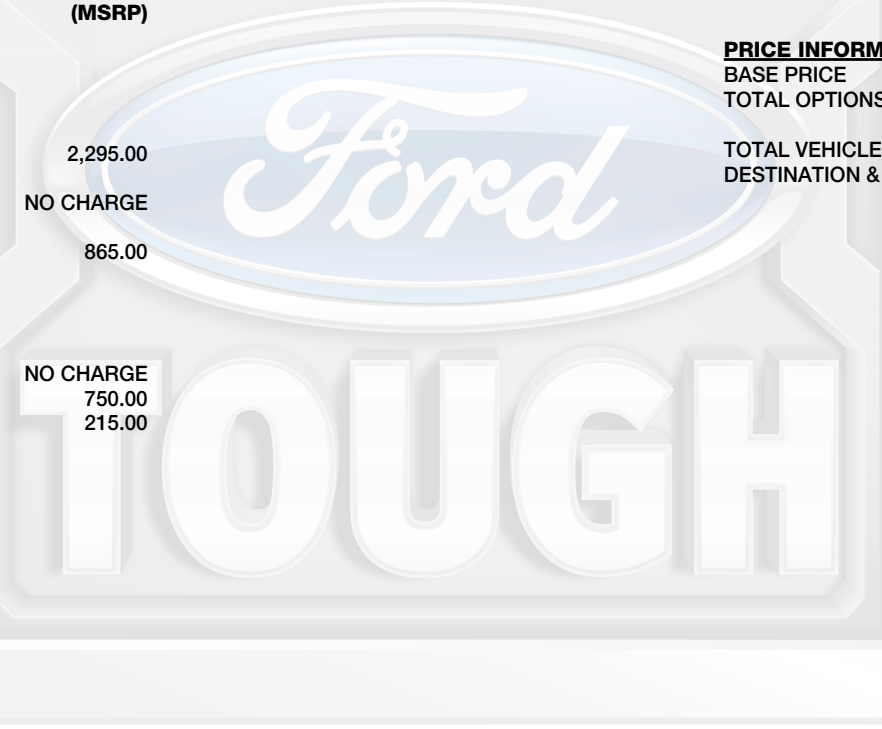 (MSRP)
2,295.00
NO CHARGE
865.00
NO CHARGE
750.00
215.00
PRICE INFORM
BASE PRICE
TOTAL OPTIONS
TOTAL VEHICLE
DESTINATION &
Ford
TOUGH